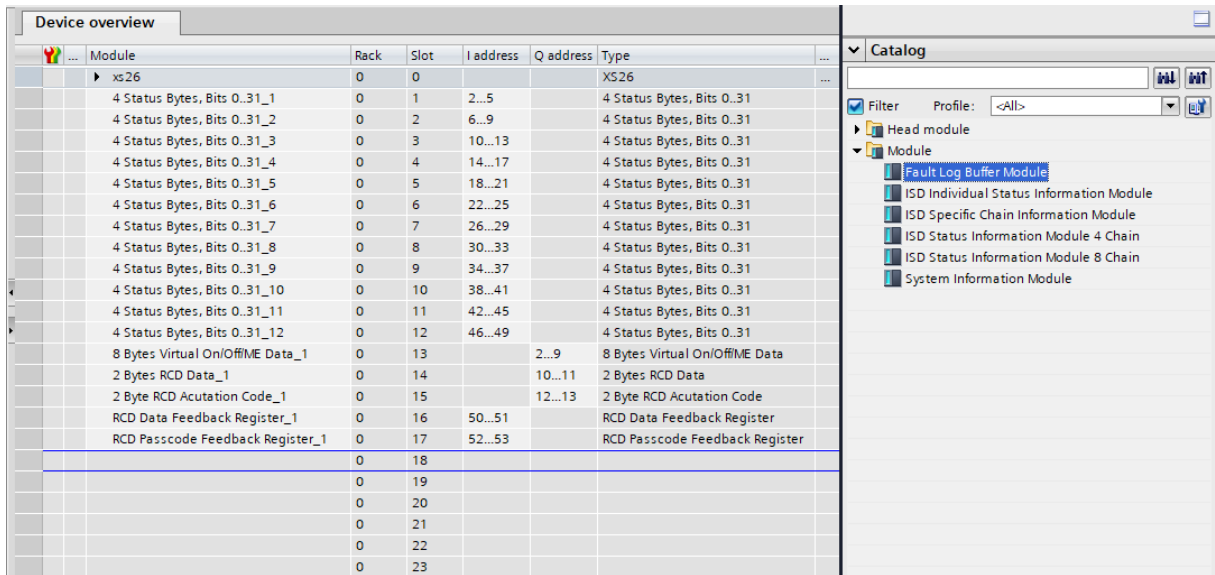 Device overview
... Module Rack Slot I address Q address Type ...
xs26 0 0 XS26 ...
4 Status Bytes, Bits 0..31_1 0 1 2...5 4 Status Bytes, Bits 0..31
4 Status Bytes, Bits 0..31_2 0 2 6...9 4 Status Bytes, Bits 0..31
4 Status Bytes, Bits 0..31_3 0 3 10...13 4 Status Bytes, Bits 0..31
4 Status Bytes, Bits 0..31_4 0 4 14...17 4 Status Bytes, Bits 0..31
4 Status Bytes, Bits 0..31_5 0 5 18...21 4 Status Bytes, Bits 0..31
4 Status Bytes, Bits 0..31_6 0 6 22...25 4 Status Bytes, Bits 0..31
4 Status Bytes, Bits 0..31_7 0 7 26...29 4 Status Bytes, Bits 0..31
4 Status Bytes, Bits 0..31_8 0 8 30...33 4 Status Bytes, Bits 0..31
4 Status Bytes, Bits 0..31_9 0 9 34...37 4 Status Bytes, Bits 0..31
4 Status Bytes, Bits 0..31_10 0 10 38...41 4 Status Bytes, Bits 0..31
4 Status Bytes, Bits 0..31_11 0 11 42...45 4 Status Bytes, Bits 0..31
4 Status Bytes, Bits 0..31_12 0 12 46...49 4 Status Bytes, Bits 0..31
8 Bytes Virtual On/Off/ME Data_1 0 13 2...9 8 Bytes Virtual On/Off/ME Data
2 Bytes RCD Data_1 0 14 10...11 2 Bytes RCD Data
2 Byte RCD Acutation Code_1 0 15 12...13 2 Byte RCD Acutation Code
RCD Data Feedback Register_1 0 16 50...51 RCD Data Feedback Register
RCD Passcode Feedback Register_1 0 17 52...53 RCD Passcode Feedback Register
0 18
0 19
0 20
0 21
0 22
0 23
Catalog
Filter Profile: <All>
Head module
Module
Fault Log Buffer Module
ISD Individual Status Information Module
ISD Specific Chain Information Module
ISD Status Information Module 4 Chain
ISD Status Information Module 8 Chain
System Information Module